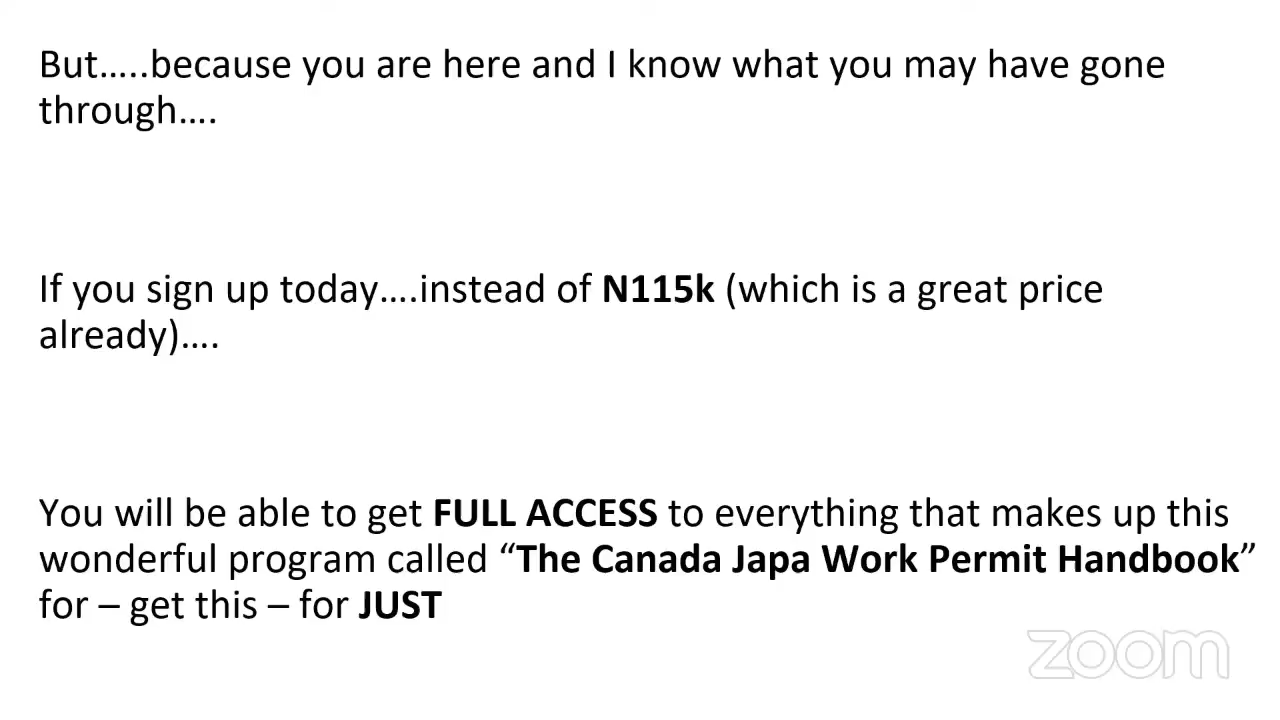 But…..because you are here and I know what you may have gone
through….
If you sign up today….instead of N115k (which is a great price
already)….
You will be able to get FULL ACCESS to everything that makes up this
wonderful program called “The Canada Japa Work Permit Handbook”
for – get this – for JUST
zoom